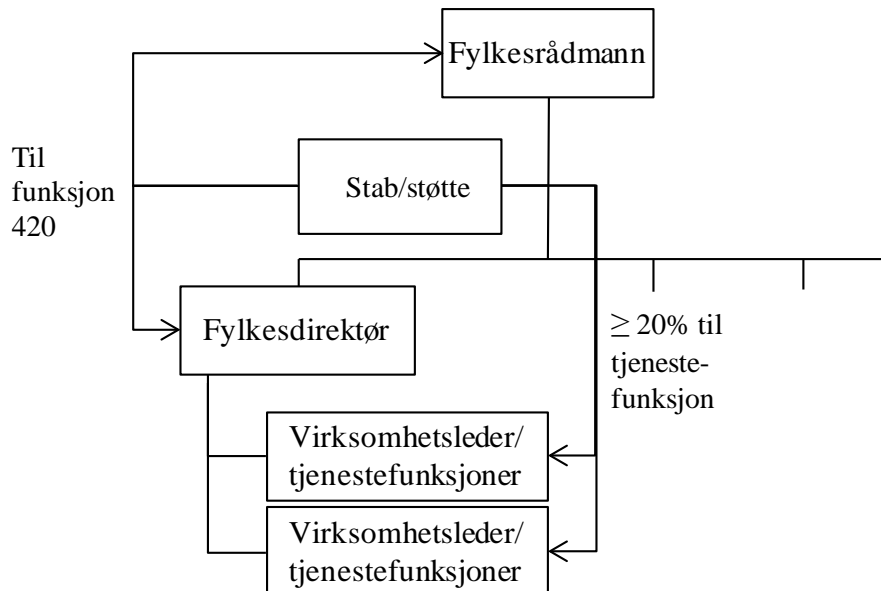 Fylkesrådmann
Til
funksjon
420
Stab/støtte
Fylkesdirektør
≥ 20% til
tjeneste-
funksjon
Virksomhetsleder/
tjenestefunksjoner
Virksomhetsleder/
tjenestefunksjoner